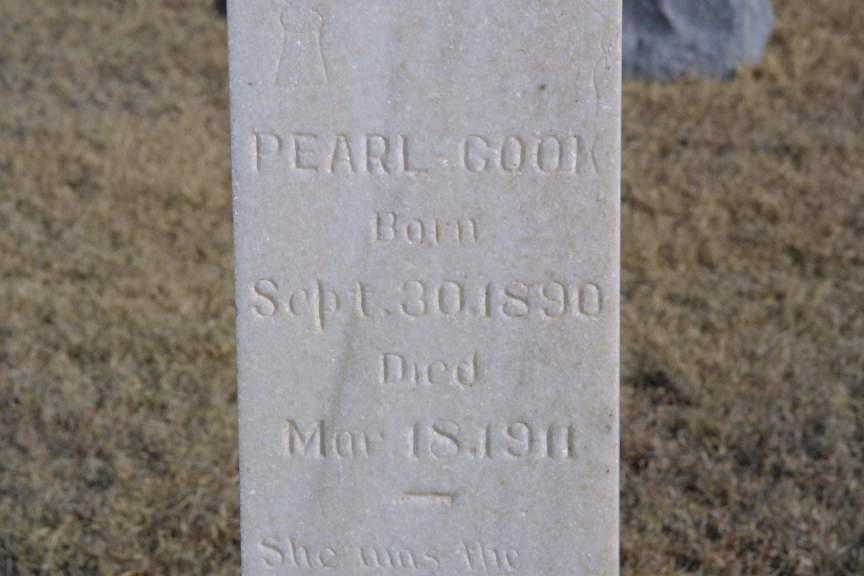 PEARL COOK
Born
Sept. 30.1890
Died
Mar. 18.1911
She was the